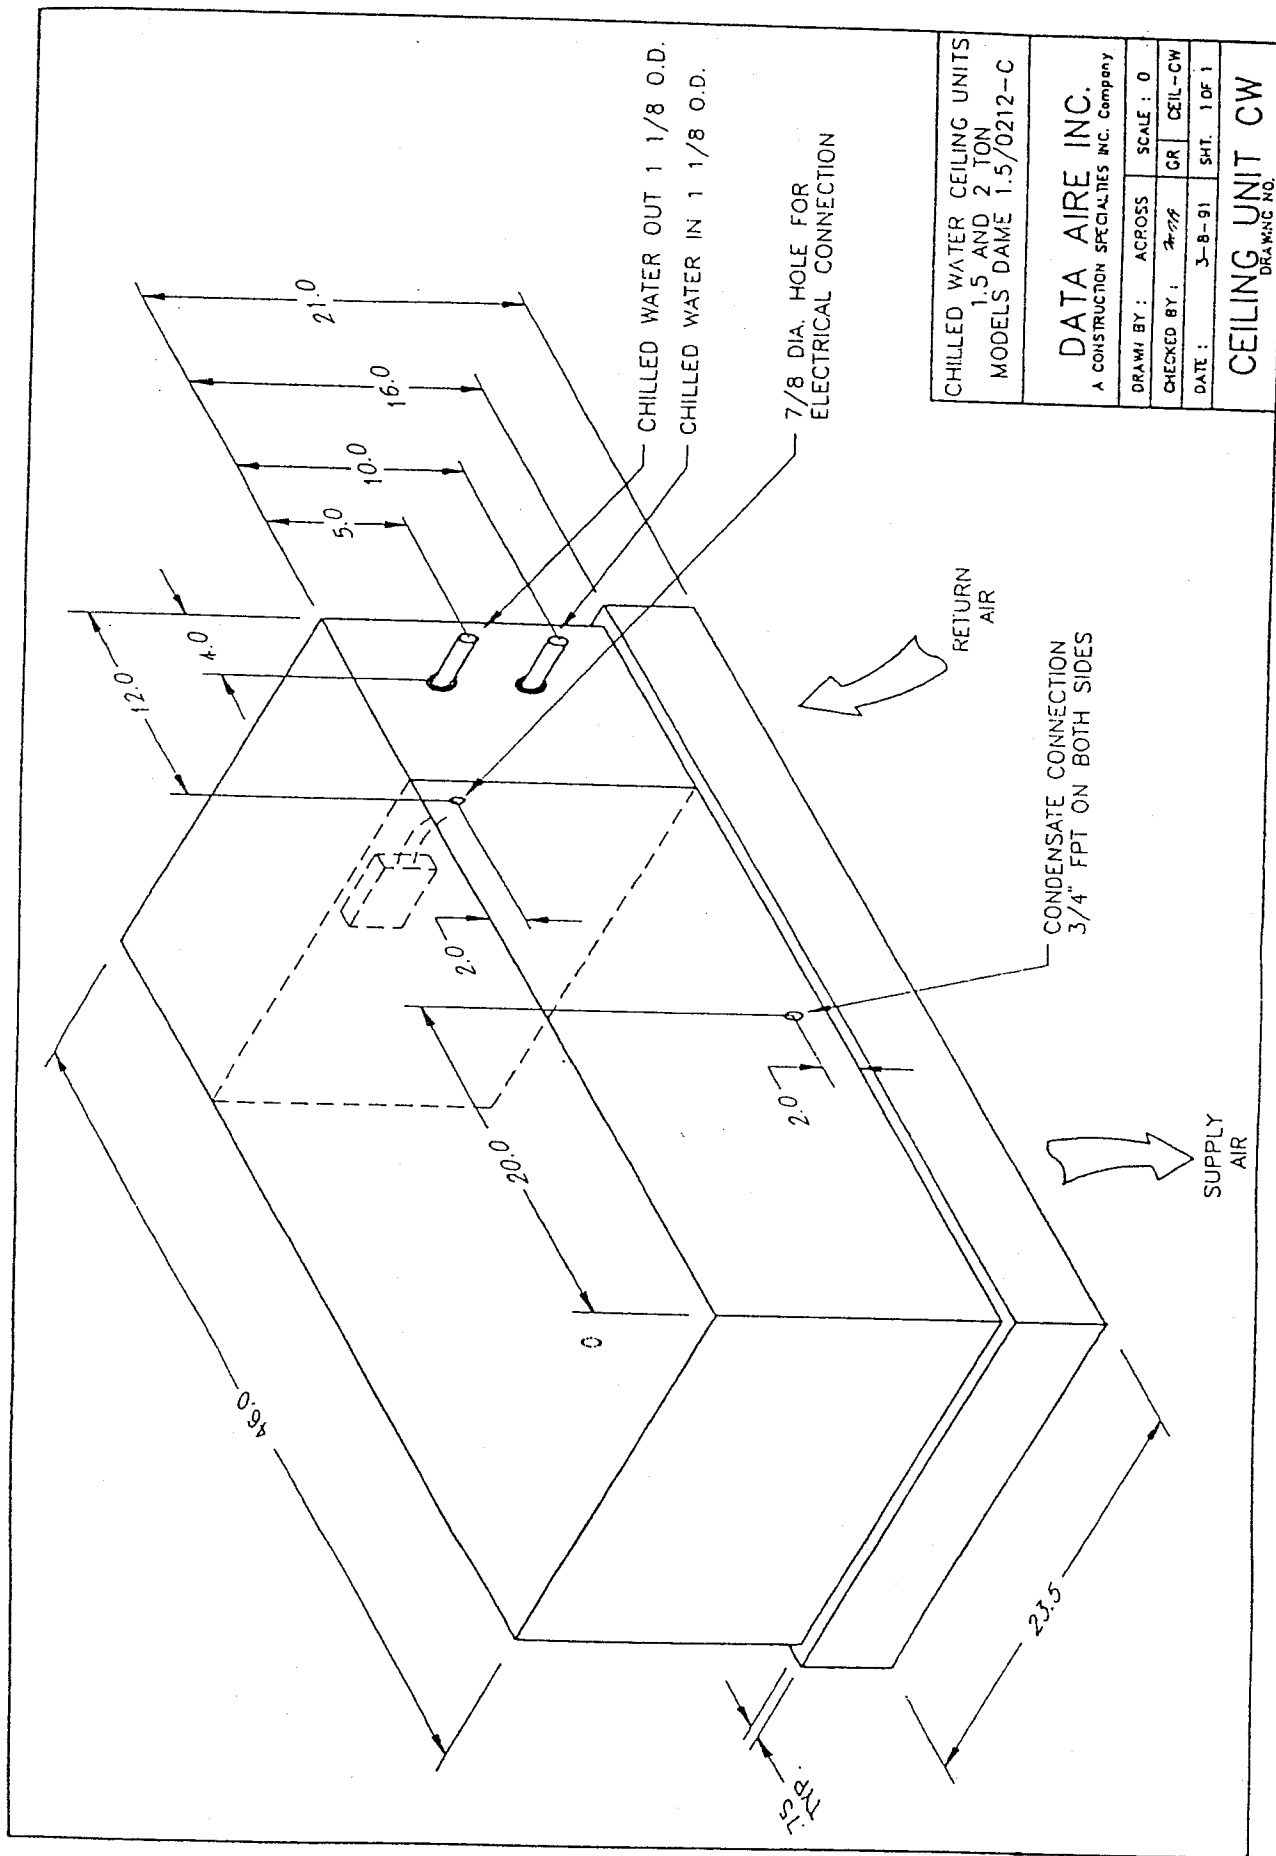 46.0
12.0
4.0
5.0
10.0
16.0
21.0
CHILLED WATER OUT 1 1/8 O.D.
CHILLED WATER IN 1 1/8 O.D.
7/8 DIA. HOLE FOR
ELECTRICAL CONNECTION
2.0
20.0
0
2.0
RETURN
AIR
CONDENSATE CONNECTION
3/4" FPT ON BOTH SIDES
SUPPLY
AIR
23.5
TYP.
CHILLED WATER CEILING UNITS
1.5 AND 2 TON
MODELS DAME 1.5/0212-C
DATA AIRE INC.
A CONSTRUCTION SPECIALTIES INC. Company
DRAWN BY : ACROSS SCALE : 0
CHECKED BY : GR CEIL-CW
DATE : 3-8-91 SHT. 1 OF 1
CEILING UNIT CW
DRAWING NO.